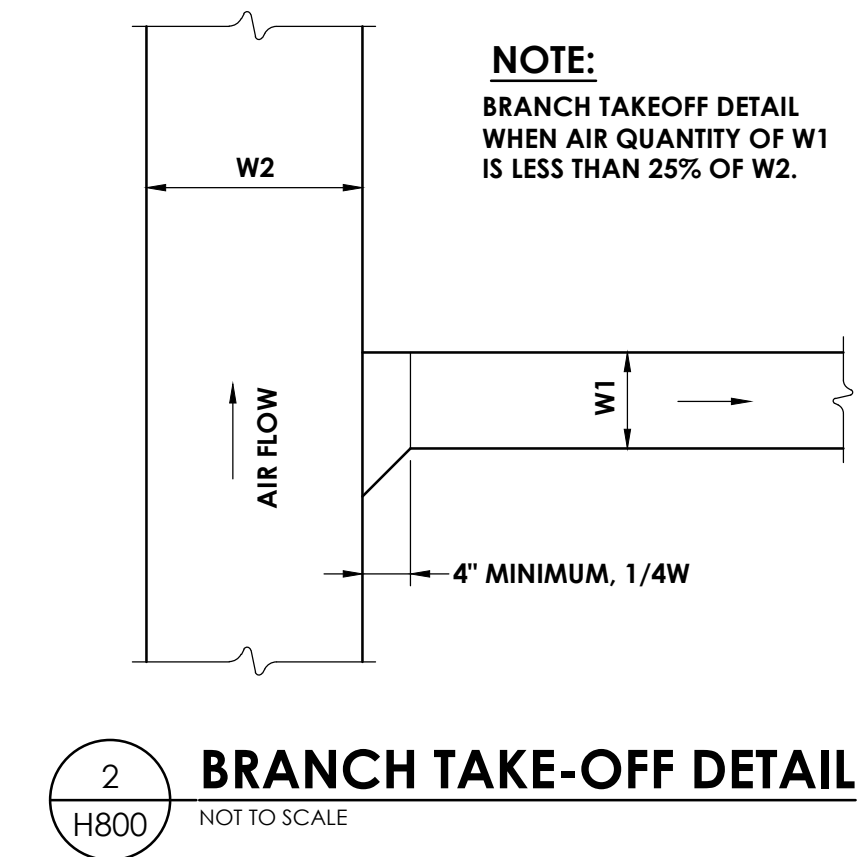 NOTE:
BRANCH TAKEOFF DETAIL
WHEN AIR QUANTITY OF W1
IS LESS THAN 25% OF W2.
W2
W1
AIR FLOW
4" MINIMUM, 1/4W
2
H800
BRANCH TAKE-OFF DETAIL
NOT TO SCALE